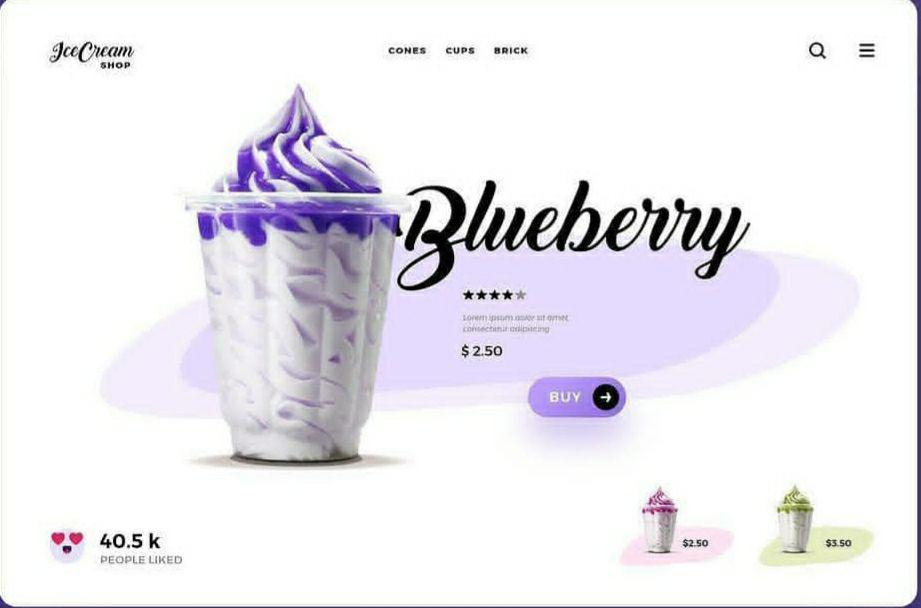 IceCream
SHOP
CONES CUPS BRICK
Blueberry
Lorem ipsum dolor sit amet,
consectetur adipiscing
$ 2.50
BUY
40.5 k
PEOPLE LIKED
$2.50
$3.50